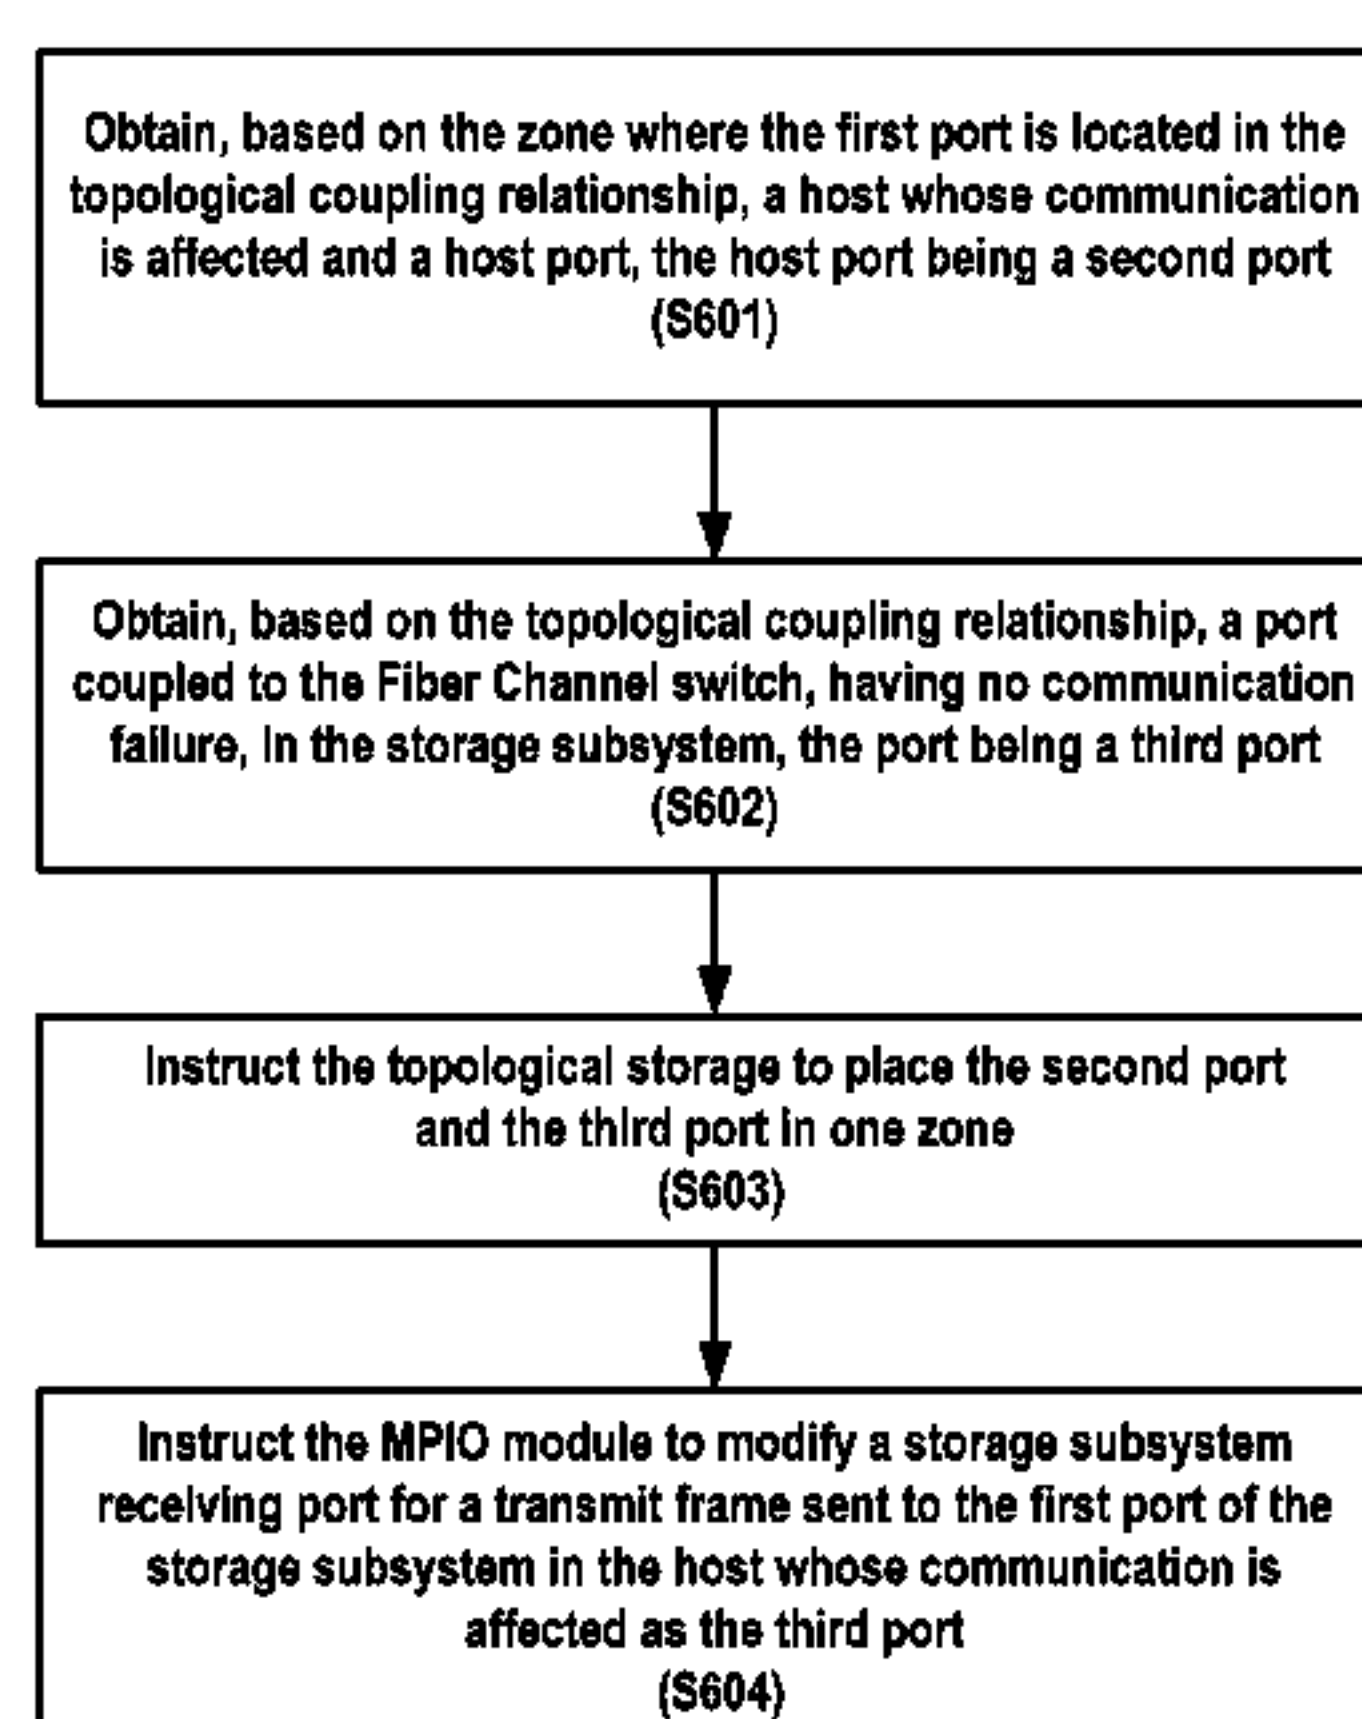 Obtain, based on the zone where the first port is located in the
topological coupling relationship, a host whose communication
is affected and a host port, the host port being a second port
(S601)
Obtain, based on the topological coupling relationship, a port
coupled to the Fiber Channel switch, having no communication
failure, in the storage subsystem, the port being a third port
(S602)
Instruct the topological storage to place the second port
and the third port in one zone
(S603)
Instruct the MPIO module to modify a storage subsystem
receiving port for a transmit frame sent to the first port of the
storage subsystem in the host whose communication is
affected as the third port
(S604)